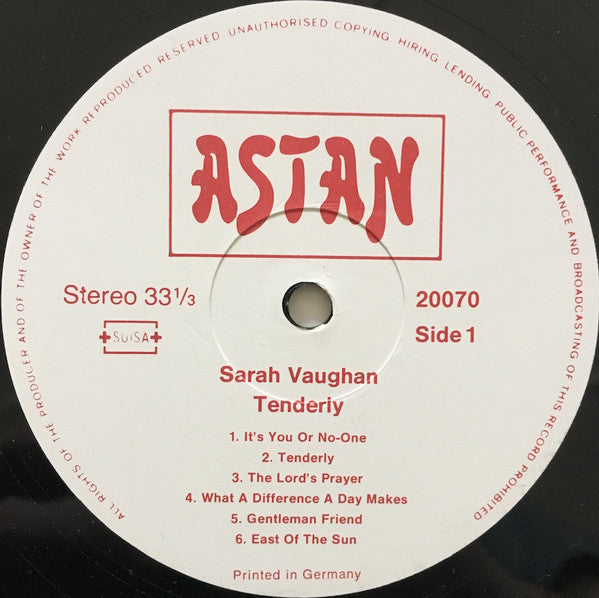 ALL RIGHTS OF THE PRODUCER AND OF THE OWNER OF THE WORK REPRODUCED RESERVED UNAUTHORISED COPYING HIRING LENDING PUBLIC PERFORMANCE AND BROADCASTING OF THIS RECORD PROHIBITED
ASTAN
Stereo 33 1/3
20070
SUISA
Side 1
Sarah Vaughan
Tenderly
1. It's You Or No-One
2. Tenderly
3. The Lord's Prayer
4. What A Difference A Day Makes
5. Gentleman Friend
6. East Of The Sun
Printed in Germany